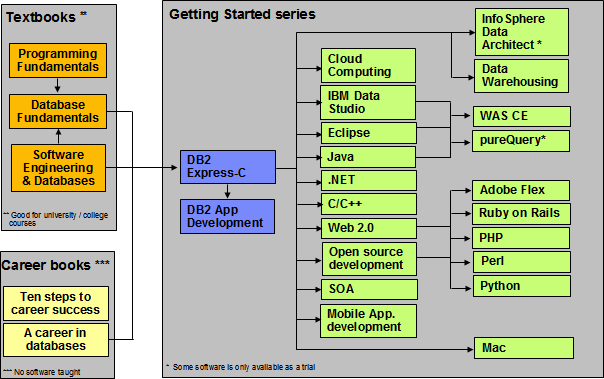 Textbooks **
Programming
Fundamentals
Database
Fundamentals
Software
Engineering
& Databases
** Good for university / college
courses
Career books ***
Ten steps to
career success
A career in
databases
*** No software taught
Getting Started series
DB2
Express-C
DB2 App
Development
Cloud
Computing
IBM Data
Studio
Eclipse
Java
.NET
C/C++
Web 2.0
Open source
development
SOA
Mobile App.
development
InfoSphere
Data
Architect *
Data
Warehousing
WAS CE
pureQuery*
Adobe Flex
Ruby on Rails
PHP
Perl
Python
Mac
* Some software is only available as a trial